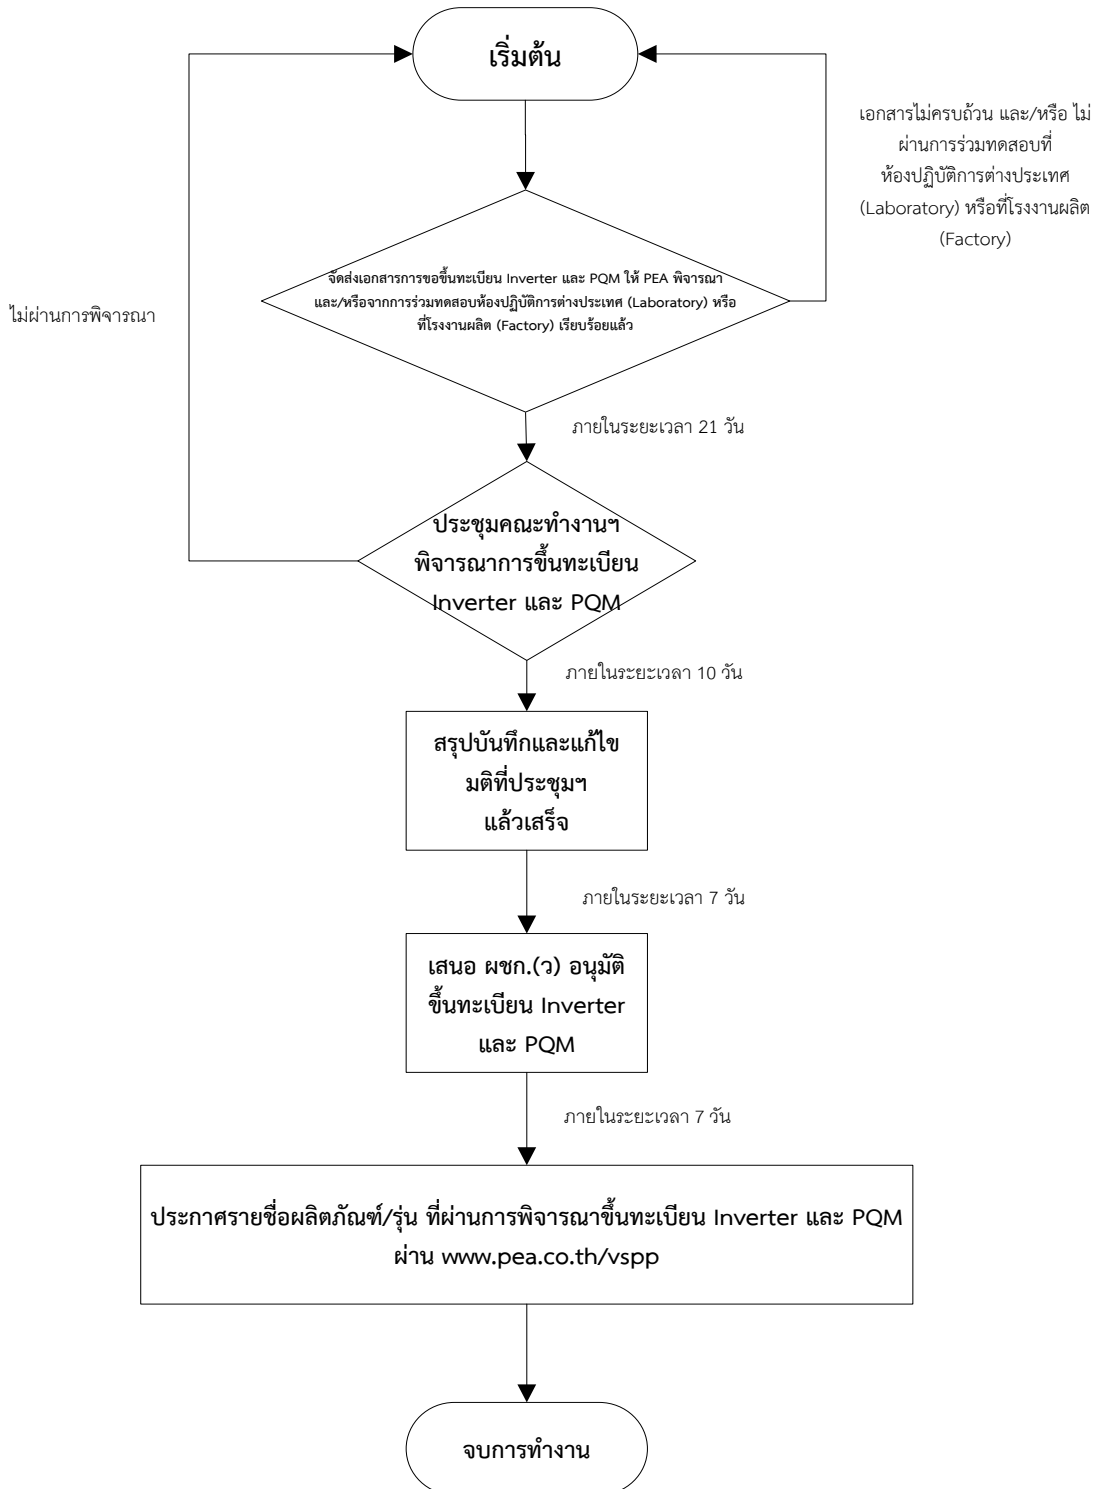 เริ่มต้น
เอกสารไม่ครบถ้วน และ/หรือ ไม่
ผ่านการร่วมทดสอบที่
ห้องปฏิบัติการต่างประเทศ
(Laboratory) หรือที่โรงงานผลิต
(Factory)
จัดส่งเอกสารการขอขึ้นทะเบียน Inverter และ PQM ให้ PEA พิจารณา
และ/หรือจากการร่วมทดสอบห้องปฏิบัติการต่างประเทศ (Laboratory) หรือ
ที่โรงงานผลิต (Factory) เรียบร้อยแล้ว
ไม่ผ่านการพิจารณา
ภายในระยะเวลา 21 วัน
ประชุมคณะทำงานฯ
พิจารณาการขึ้นทะเบียน
Inverter และ PQM
ภายในระยะเวลา 10 วัน
สรุปบันทึกและแก้ไข
มติที่ประชุมฯ
แล้วเสร็จ
ภายในระยะเวลา 7 วัน
เสนอ ผชก.(ว) อนุมัติ
ขึ้นทะเบียน Inverter
และ PQM
ภายในระยะเวลา 7 วัน
ประกาศรายชื่อผลิตภัณฑ์/รุ่น ที่ผ่านการพิจารณาขึ้นทะเบียน Inverter และ PQM
ผ่าน www.pea.co.th/vspp
จบการทำงาน